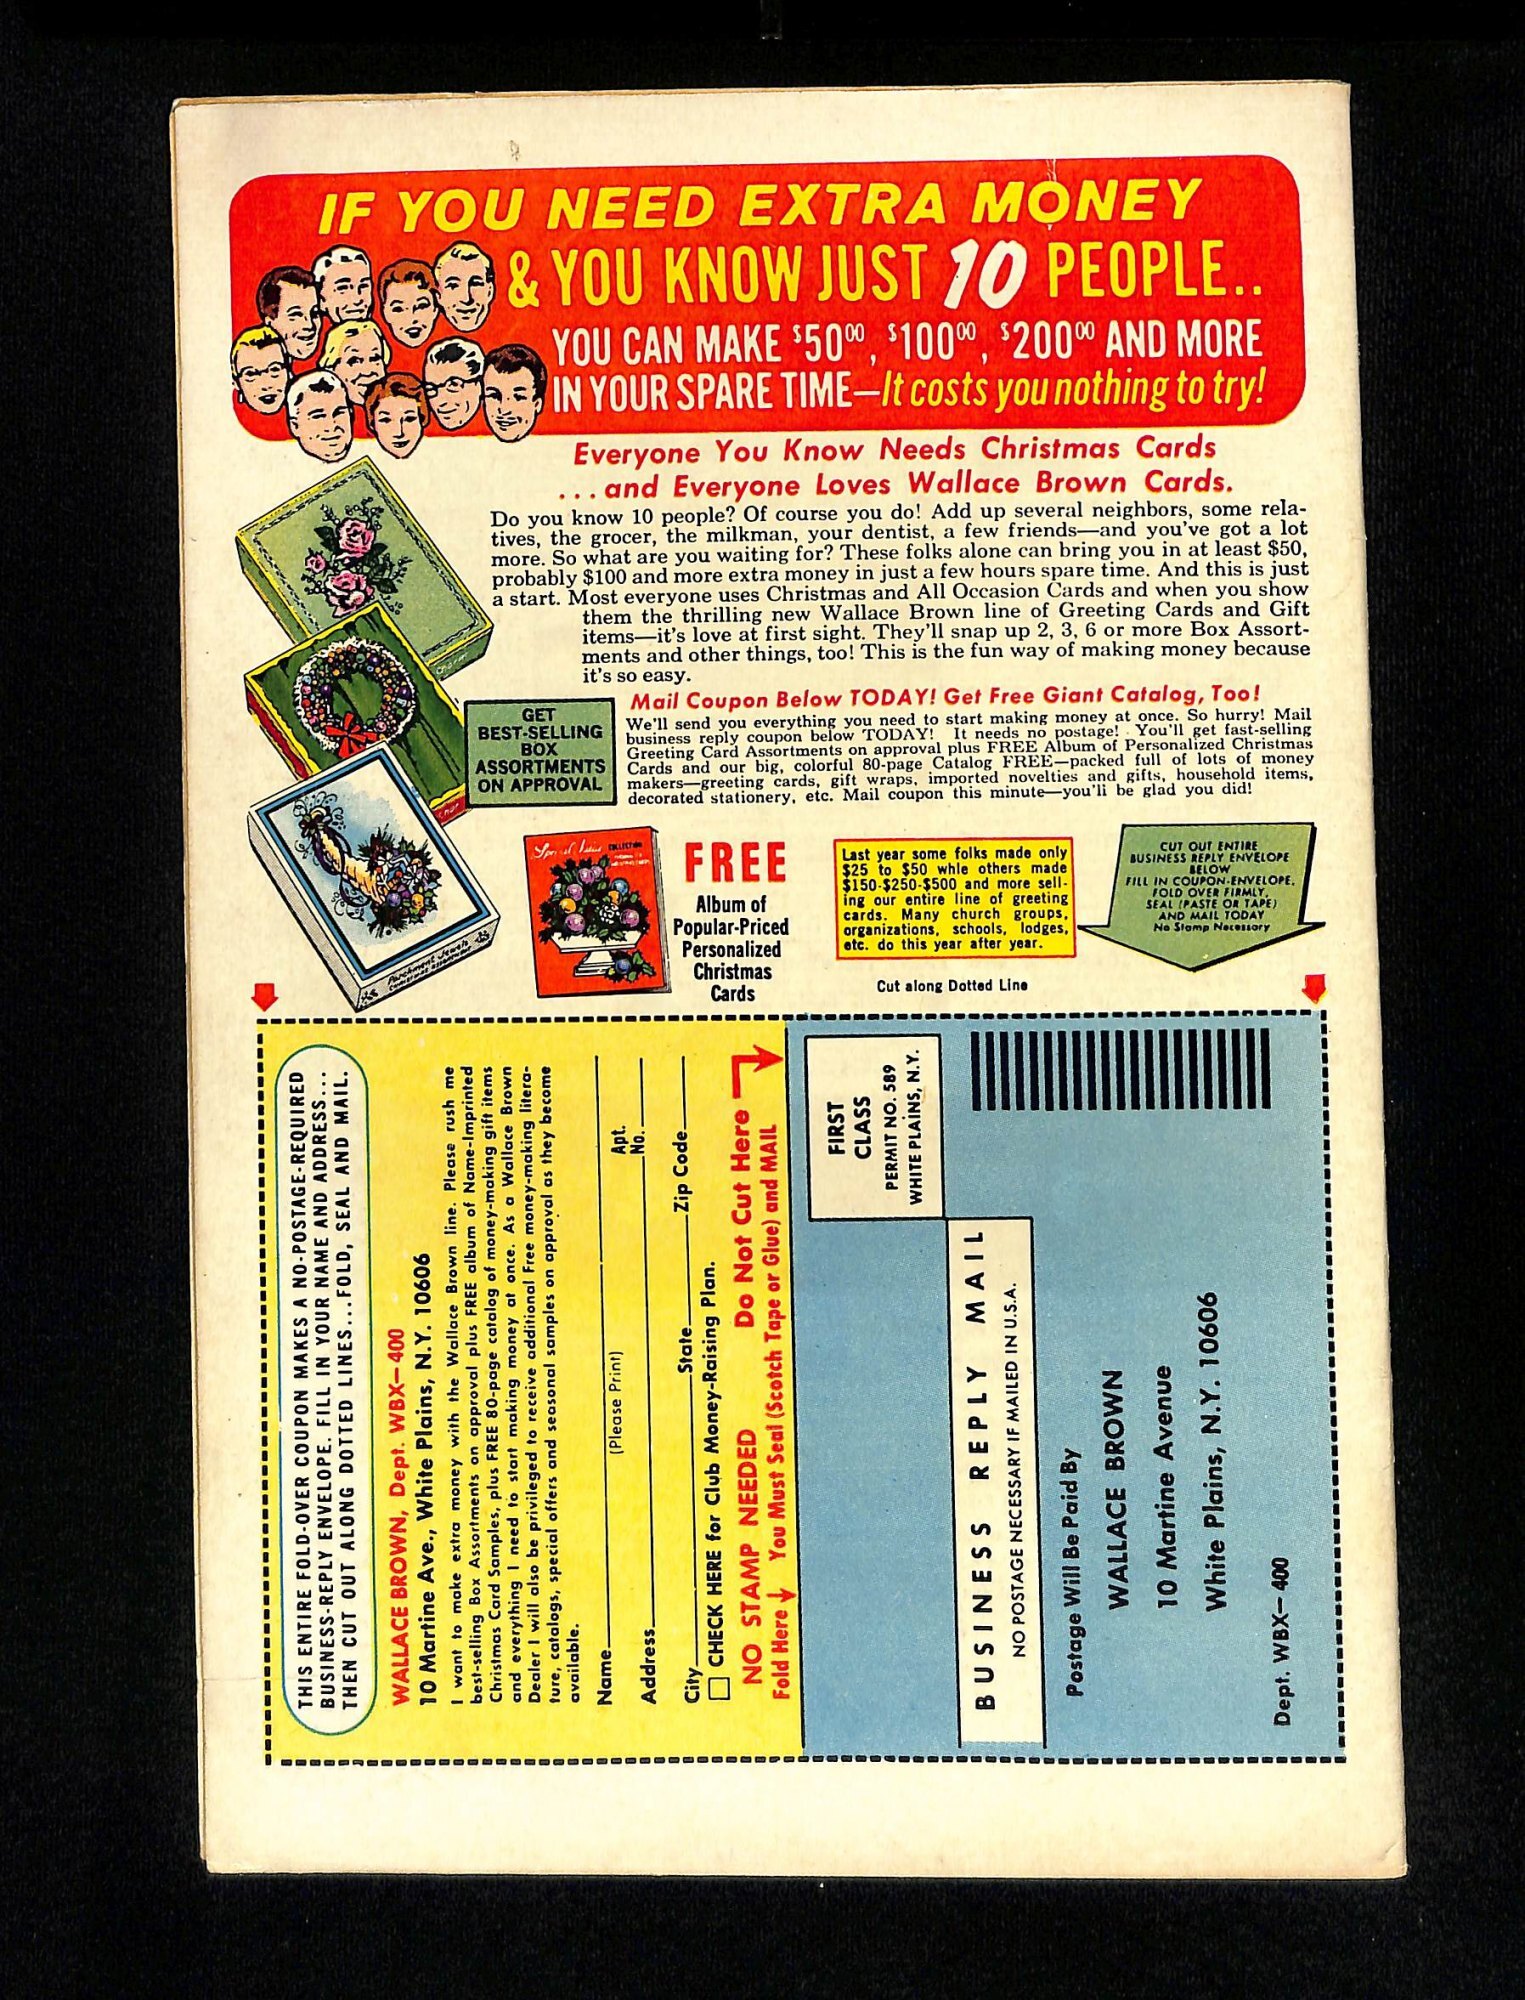 IF YOU NEED EXTRA MONEY
& YOU KNOW JUST 10 PEOPLE..
YOU CAN MAKE $50⁰⁰, $100⁰⁰, $200⁰⁰ AND MORE
IN YOUR SPARE TIME—It costs you nothing to try!
Everyone You Know Needs Christmas Cards
...and Everyone Loves Wallace Brown Cards.
Do you know 10 people? Of course you do! Add up several neighbors, some rela-
tives, the grocer, the milkman, your dentist, a few friends—and you've got a lot
more. So what are you waiting for? These folks alone can bring you in at least $50,
probably $100 and more extra money in just a few hours spare time. And this is just
a start. Most everyone uses Christmas and All Occasion Cards and when you show
them the thrilling new Wallace Brown line of Greeting Cards and Gift
items—it's love at first sight. They'll snap up 2, 3, 6 or more Box Assort-
ments and other things, too! This is the fun way of making money because
it's so easy.
Charm
Mail Coupon Below TODAY! Get Free Giant Catalog, Too!
We'll send you everything you need to start making money at once. So hurry! Mail
business reply coupon below TODAY! It needs no postage! You'll get fast-selling
Greeting Card Assortments on approval plus FREE Album of Personalized Christmas
Cards and our big, colorful 80-page Catalog FREE—packed full of lots of money
makers—greeting cards, gift wraps, imported novelties and gifts, household items,
decorated stationery, etc. Mail coupon this minute—you'll be glad you did!
GET
BEST-SELLING
BOX
ASSORTMENTS
ON APPROVAL
Parchment Jewels
Special Issue
COLLECTION
FREE
Album of
Popular-Priced
Personalized
Christmas
Cards
Last year some folks made only
$25 to $50 whle others made
$150-$250-$500 and more sell-
ing our entire line of greeting
cards. Many church groups,
organizations, schools, lodges,
etc. do this year after year.
CUT OUT ENTIRE
BUSINESS REPLY ENVELOPE
BELOW
FILL IN COUPON-ENVELOPE,
FOLD OVER FIRMLY,
SEAL (PASTE OR TAPE)
AND MAIL TODAY
No Stamp Necessary
Cut along Dotted Line
THIS ENTIRE FOLD-OVER COUPON MAKES A NO-POSTAGE-REQUIRED
BUSINESS-REPLY ENVELOPE. FILL IN YOUR NAME AND ADDRESS...
THEN CUT OUT ALONG DOTTED LINES...FOLD, SEAL AND MAIL.
WALLACE BROWN, Dept. WBX—400
10 Martine Ave., White Plains, N.Y. 10606
I want to make extra money with the Wallace Brown line. Please rush me
best-selling Box Assortments on approval plus FREE album of Name-Imprinted
Christmas Card Samples, plus FREE 80-page catalog of money-making gift items
and everything I need to start making money at once. As a Wallace Brown
Dealer I will also be privileged to receive additional Free money-making litera-
ture, catalogs, special offers and seasonal samples on approval as they become
available.
Name
(Please Print)
Address Apt. No.
City State Zip Code
CHECK HERE for Club Money-Raising Plan.
NO STAMP NEEDED Do Not Cut Here
Fold Here You Must Seal (Scotch Tape or Glue) and MAIL
FIRST
CLASS
PERMIT NO. 589
WHITE PLAINS, N.Y.
BUSINESS REPLY MAIL
NO POSTAGE NECESSARY IF MAILED IN U.S.A.
Postage Will Be Paid By
WALLACE BROWN
10 Martine Avenue
White Plains, N.Y. 10606
Dept. WBX—400